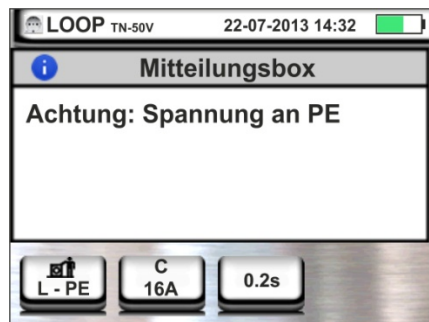 LOOP TN-50V 22-07-2013 14:32
i Mitteilungsbox
Achtung: Spannung an PE
L - PE
C
16A
0.2s